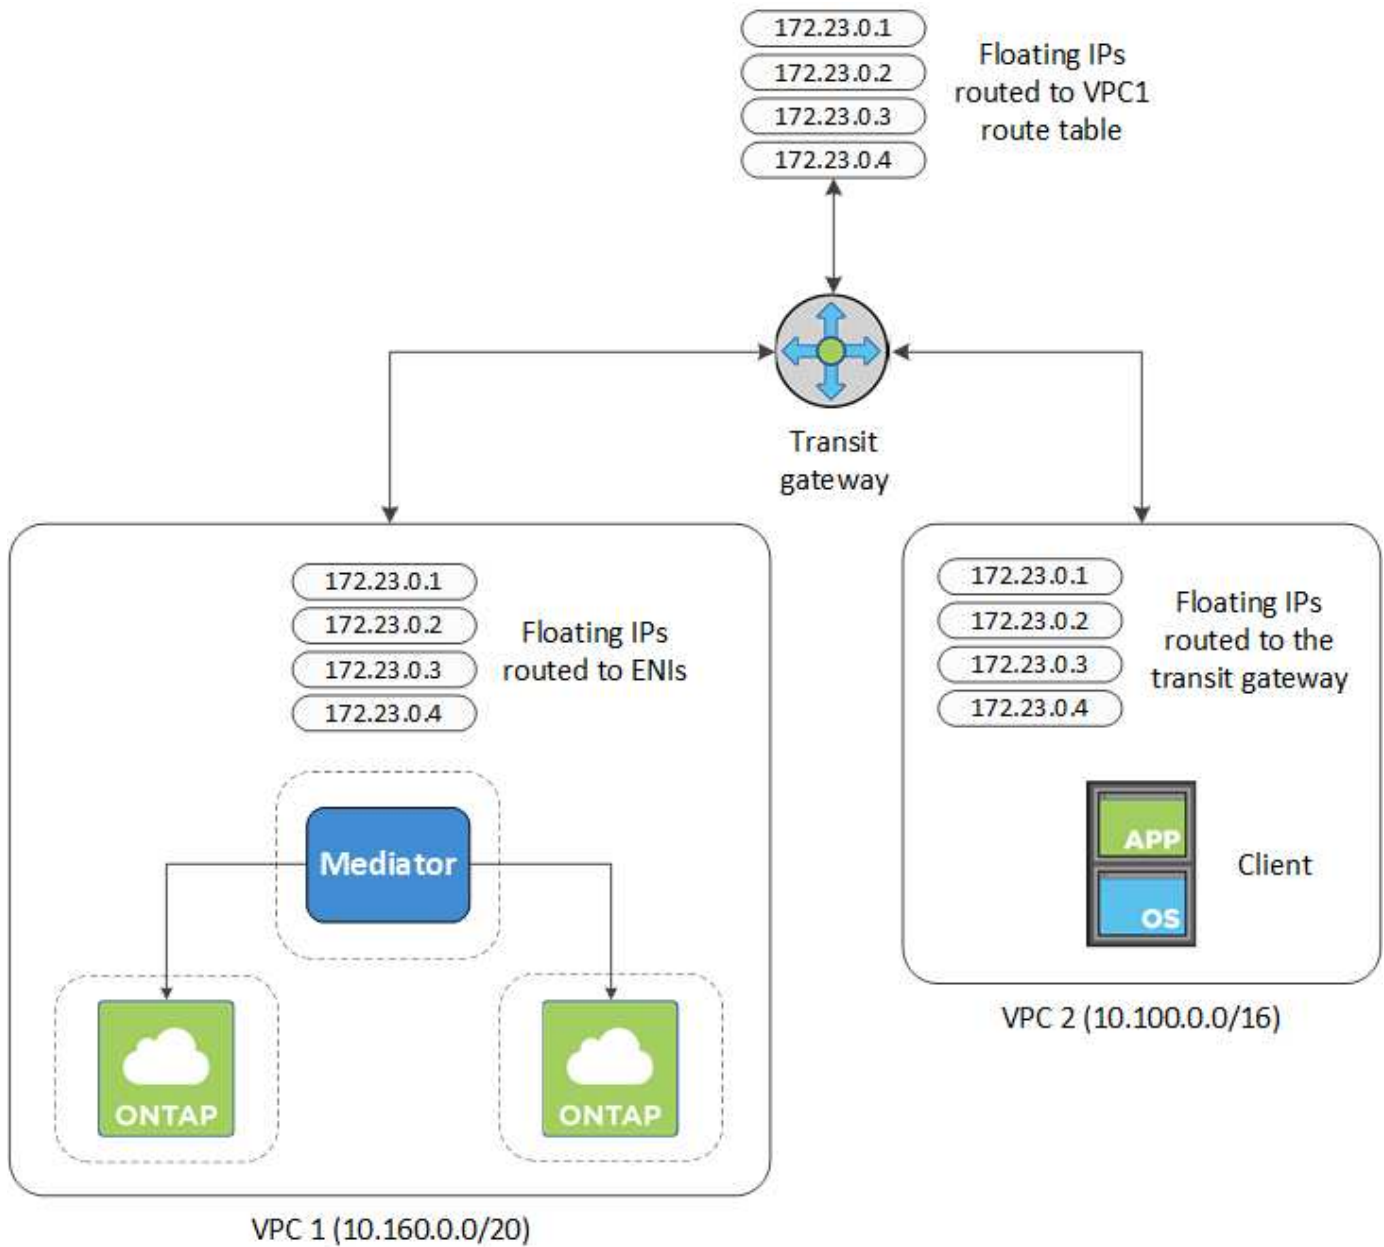 172.23.0.1
172.23.0.2
172.23.0.3
172.23.0.4
Floating IPs
routed to VPC1
route table
Transit
gateway
172.23.0.1
172.23.0.2
172.23.0.3
172.23.0.4
Floating IPs
routed to ENIs
Mediator
ONTAP
ONTAP
VPC 1 (10.160.0.0/20)
172.23.0.1
172.23.0.2
172.23.0.3
172.23.0.4
Floating IPs
routed to the
transit gateway
APP
OS
Client
VPC 2 (10.100.0.0/16)